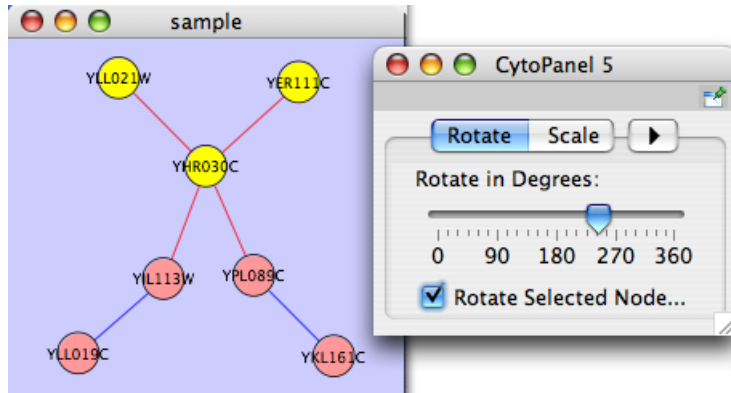 sample
YLL021W
YER111C
YHR030C
YIL113W
YPL089C
YLL019C
YKL161C
CytoPanel 5
Rotate Scale
Rotate in Degrees:
0 90 180 270 360
Rotate Selected Node...